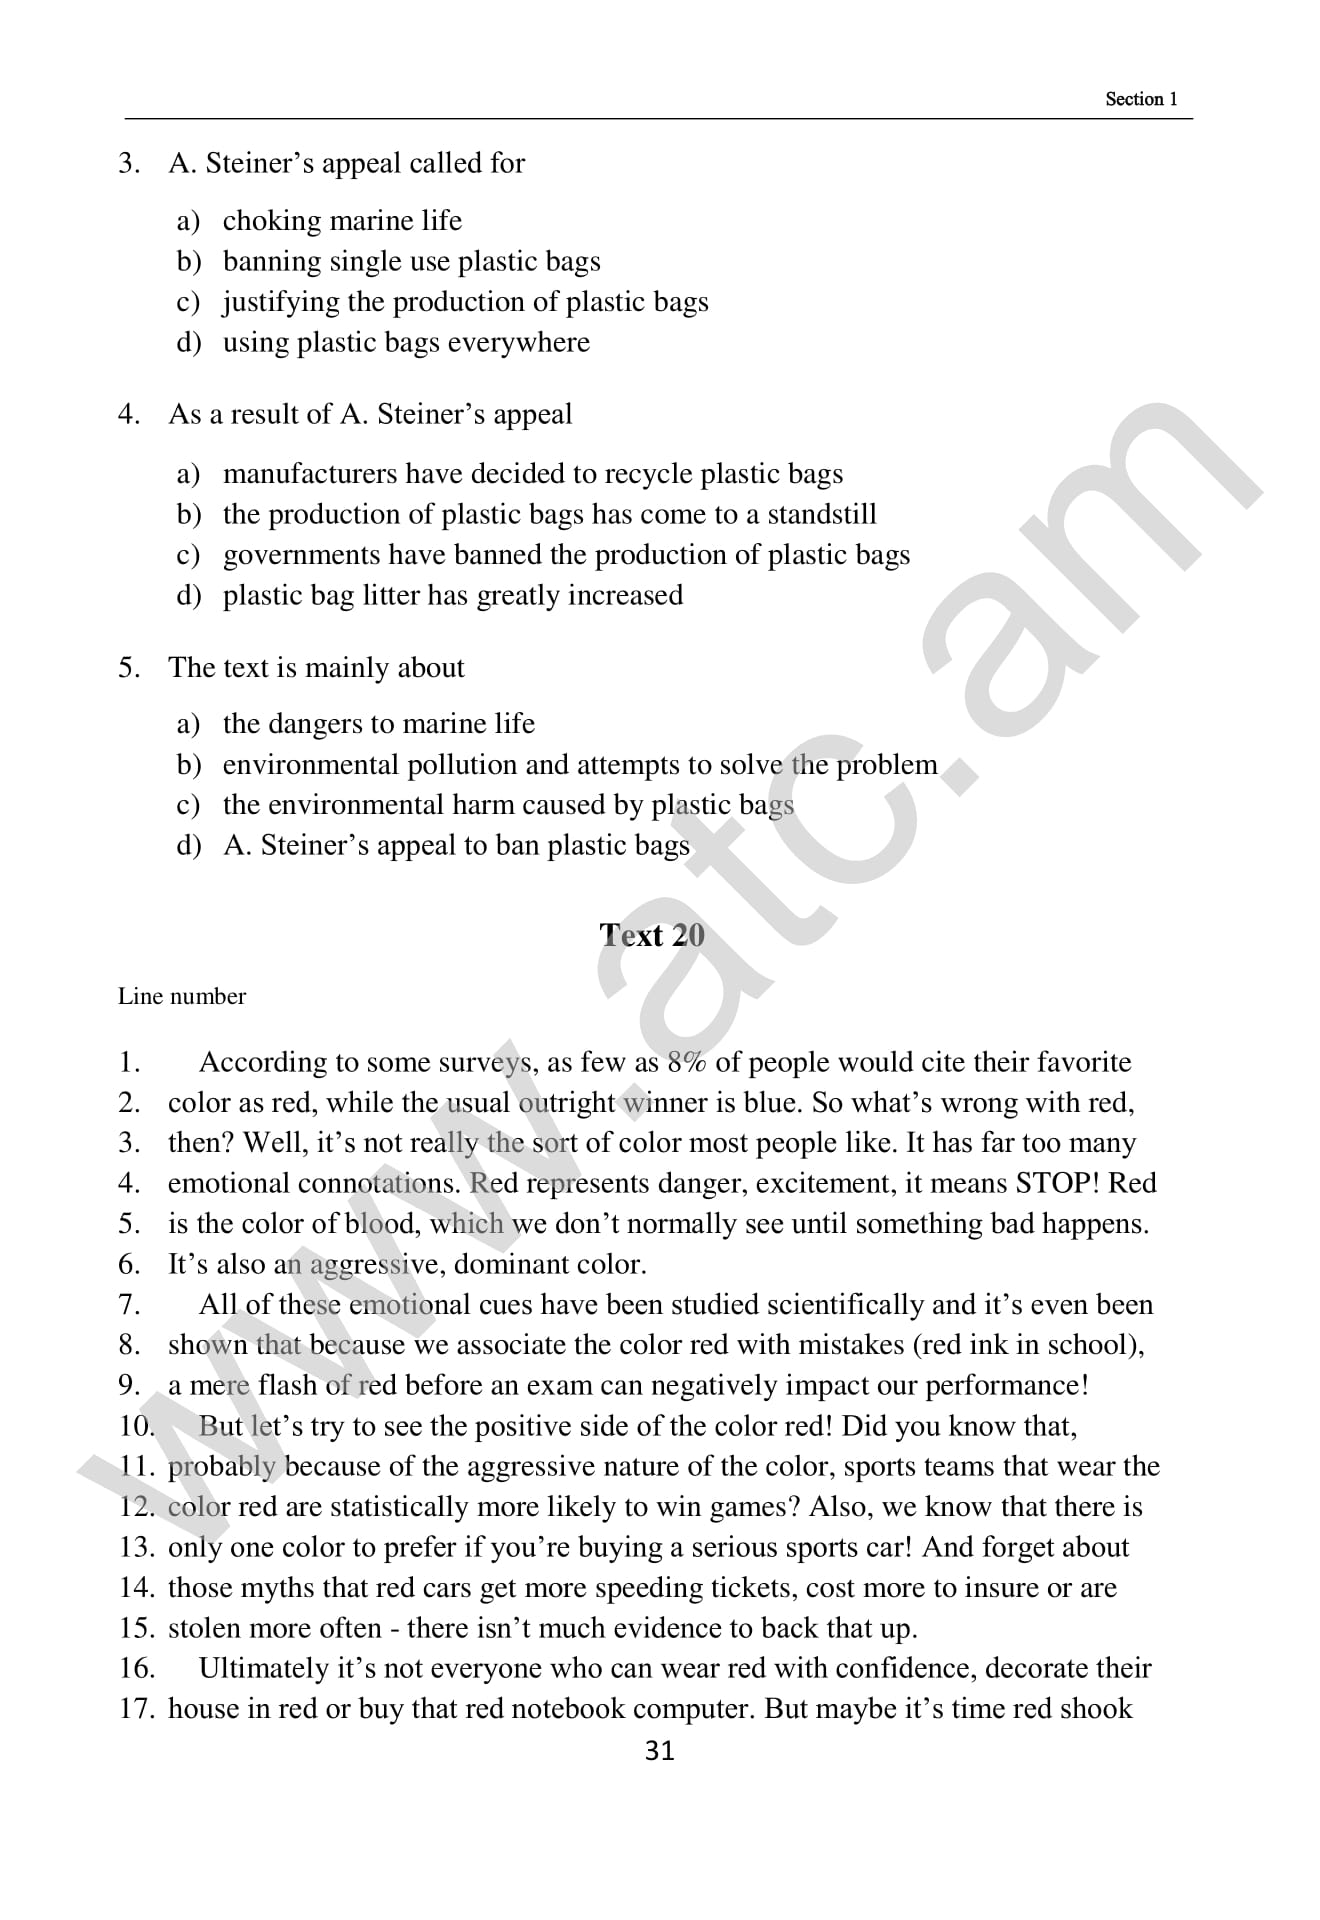 Section 1
3. A. Steiner’s appeal called for
a) choking marine life
b) banning single use plastic bags
c) justifying the production of plastic bags
d) using plastic bags everywhere
4. As a result of A. Steiner’s appeal
a) manufacturers have decided to recycle plastic bags
b) the production of plastic bags has come to a standstill
c) governments have banned the production of plastic bags
d) plastic bag litter has greatly increased
5. The text is mainly about
a) the dangers to marine life
b) environmental pollution and attempts to solve the problem
c) the environmental harm caused by plastic bags
d) A. Steiner’s appeal to ban plastic bags
Text 20
Line number
1. According to some surveys, as few as 8% of people would cite their favorite
2. color as red, while the usual outright winner is blue. So what’s wrong with red,
3. then? Well, it’s not really the sort of color most people like. It has far too many
4. emotional connotations. Red represents danger, excitement, it means STOP! Red
5. is the color of blood, which we don’t normally see until something bad happens.
6. It’s also an aggressive, dominant color.
7. All of these emotional cues have been studied scientifically and it’s even been
8. shown that because we associate the color red with mistakes (red ink in school),
9. a mere flash of red before an exam can negatively impact our performance!
10. But let’s try to see the positive side of the color red! Did you know that,
11. probably because of the aggressive nature of the color, sports teams that wear the
12. color red are statistically more likely to win games? Also, we know that there is
13. only one color to prefer if you’re buying a serious sports car! And forget about
14. those myths that red cars get more speeding tickets, cost more to insure or are
15. stolen more often - there isn’t much evidence to back that up.
16. Ultimately it’s not everyone who can wear red with confidence, decorate their
17. house in red or buy that red notebook computer. But maybe it’s time red shook
31
www.atc.am